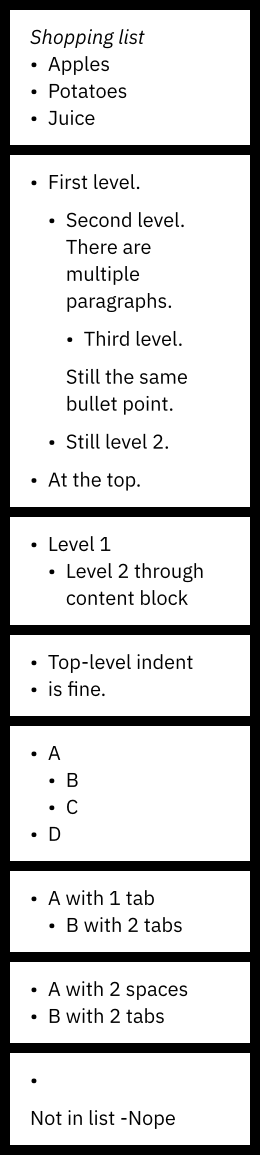 Shopping list
• Apples
• Potatoes
• Juice
• First level.
• Second level.
There are
multiple
paragraphs.
• Third level.
Still the same
bullet point.
• Still level 2.
• At the top.
• Level 1
• Level 2 through
content block
• Top-level indent
• is fine.
• A
• B
• C
• D
• A with 1 tab
• B with 2 tabs
• A with 2 spaces
• B with 2 tabs
•
Not in list -Nope